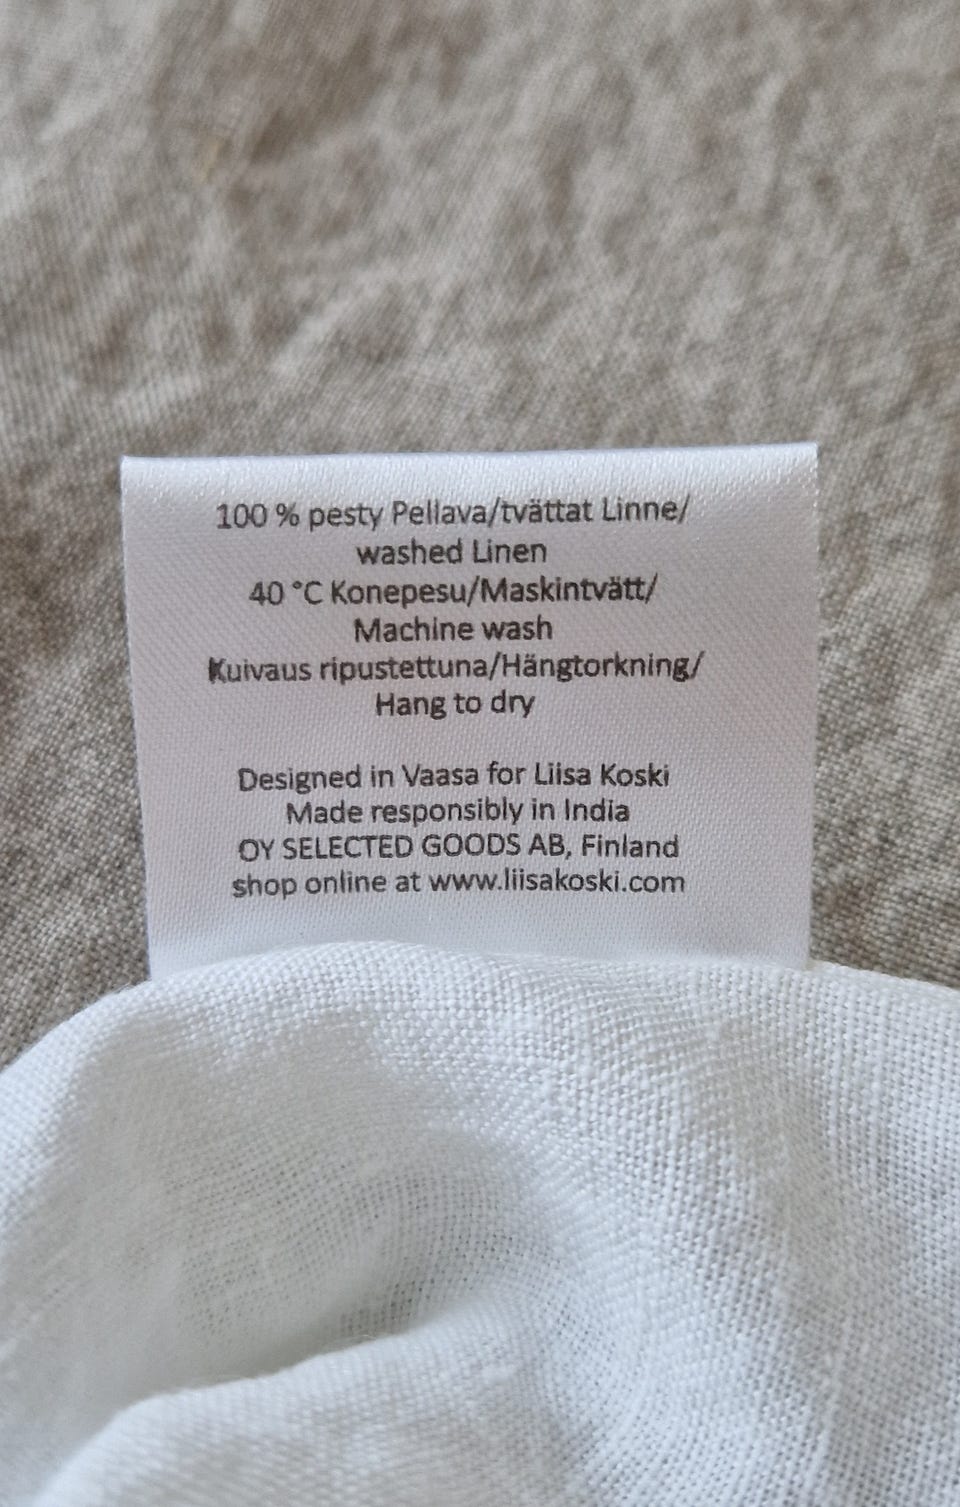 100 % pesty Pellava/tvättat Linne/
washed Linen
40 °C Konepesu/Maskintvätt/
Machine wash
Kuivaus ripustettuna/Hängtorkning/
Hang to dry
Designed in Vaasa for Liisa Koski
Made responsibly in India
OY SELECTED GOODS AB, Finland
shop online at www.liisakoski.com